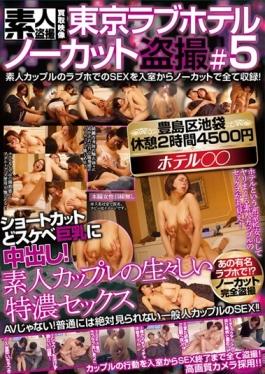 素人
盗撮
買取映像
東京ラブホテル
ノーカット盗撮#5
素人カップルのラブホでのSEXを入室からノーカットで全て収録!
豊島区池袋
休憩2時間4500円
ホテル〇〇
ショートカット
とスケベ巨乳に
中出し!
素人カップルの生々しい
特濃セックス
あの有名
ラブホで!?
ノーカット
完全盗撮
AVじゃない!普通には絶対見られない一般人カップルのSEX!!
カップルの行動を入室からSEX終了まで全て盗撮!
高画質カメラ採用!!